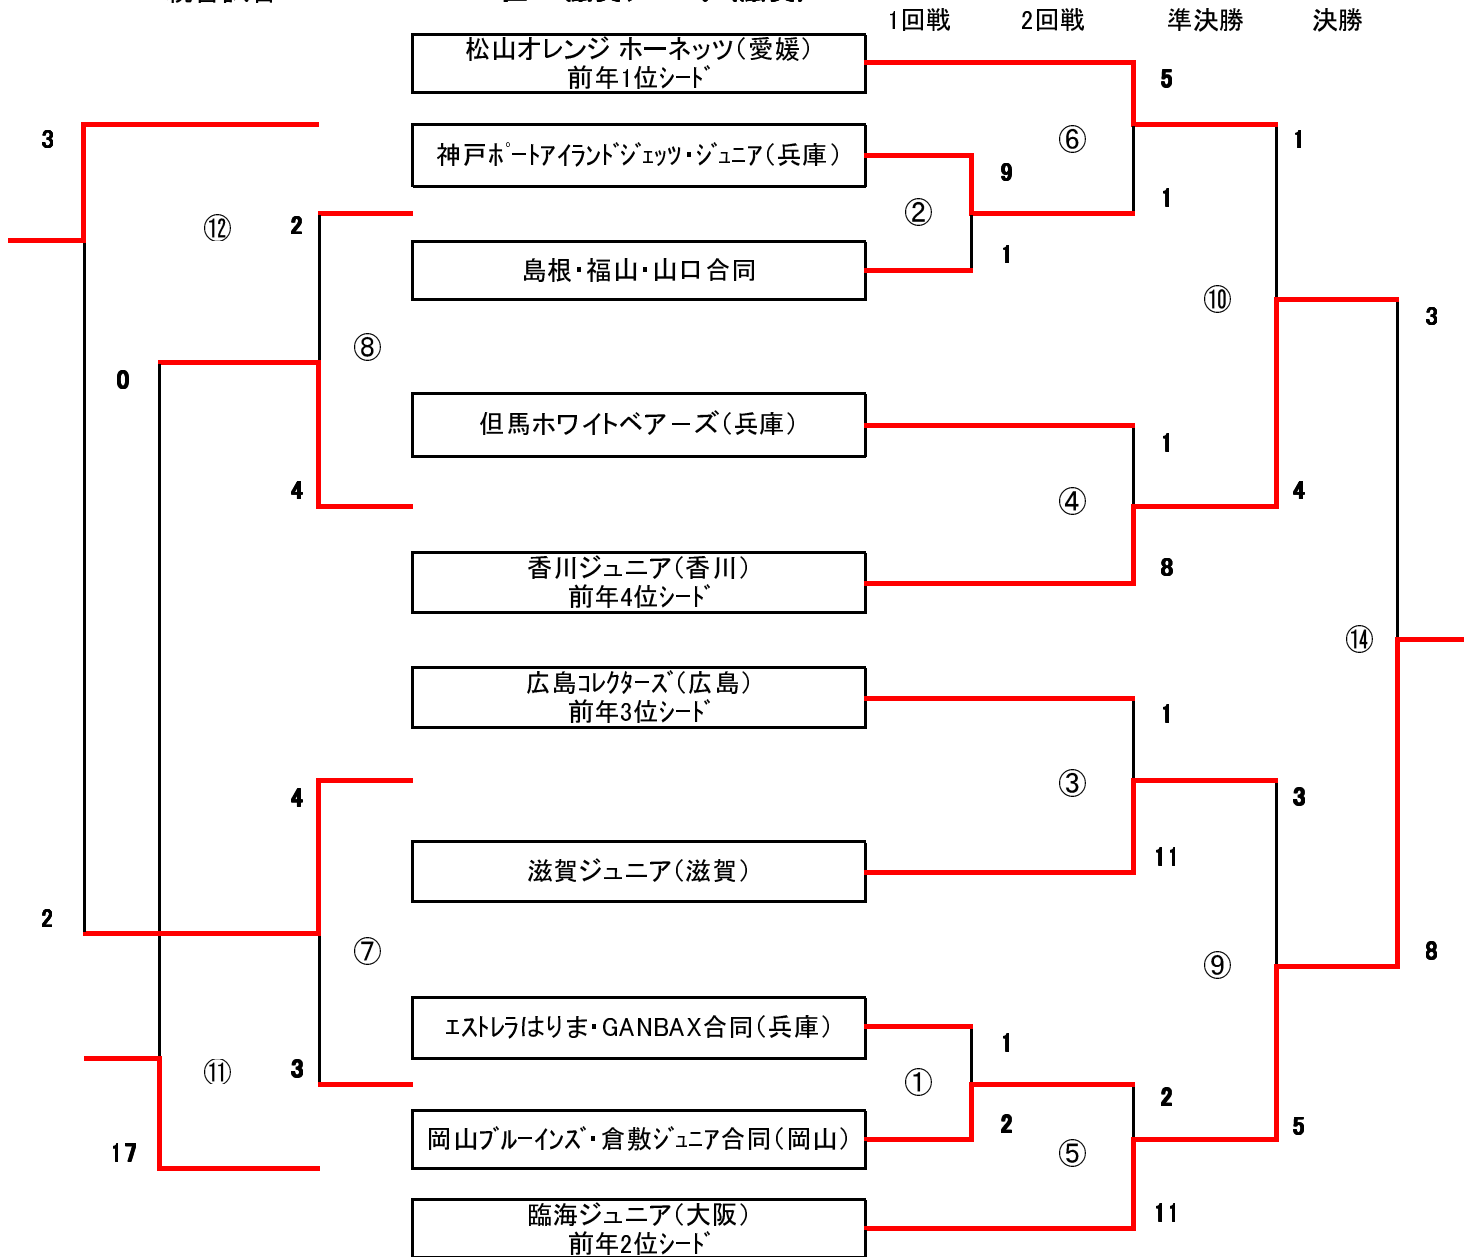 1回戦 2回戦 準決勝 決勝
松山オレンジ ホーネッツ(愛媛)
前年1位シード
5
3
⑥
1
神戸ポートアイランドジェッツ・ジュニア(兵庫)
9
1
②
⑫
2
島根・福山・山口合同
1
⑩
3
⑧
0
但馬ホワイトベアーズ(兵庫)
1
4
④
4
香川ジュニア(香川)
前年4位シード
8
⑭
広島コレクターズ(広島)
前年3位シード
1
4
③
3
滋賀ジュニア(滋賀)
11
2
⑦
⑨
8
エストレラはりま・GANBAX合同(兵庫)
1
⑪
3
①
2
岡山ブルーインズ・倉敷ジュニア合同(岡山)
2
5
17
⑤
臨海ジュニア(大阪)
前年2位シード
11